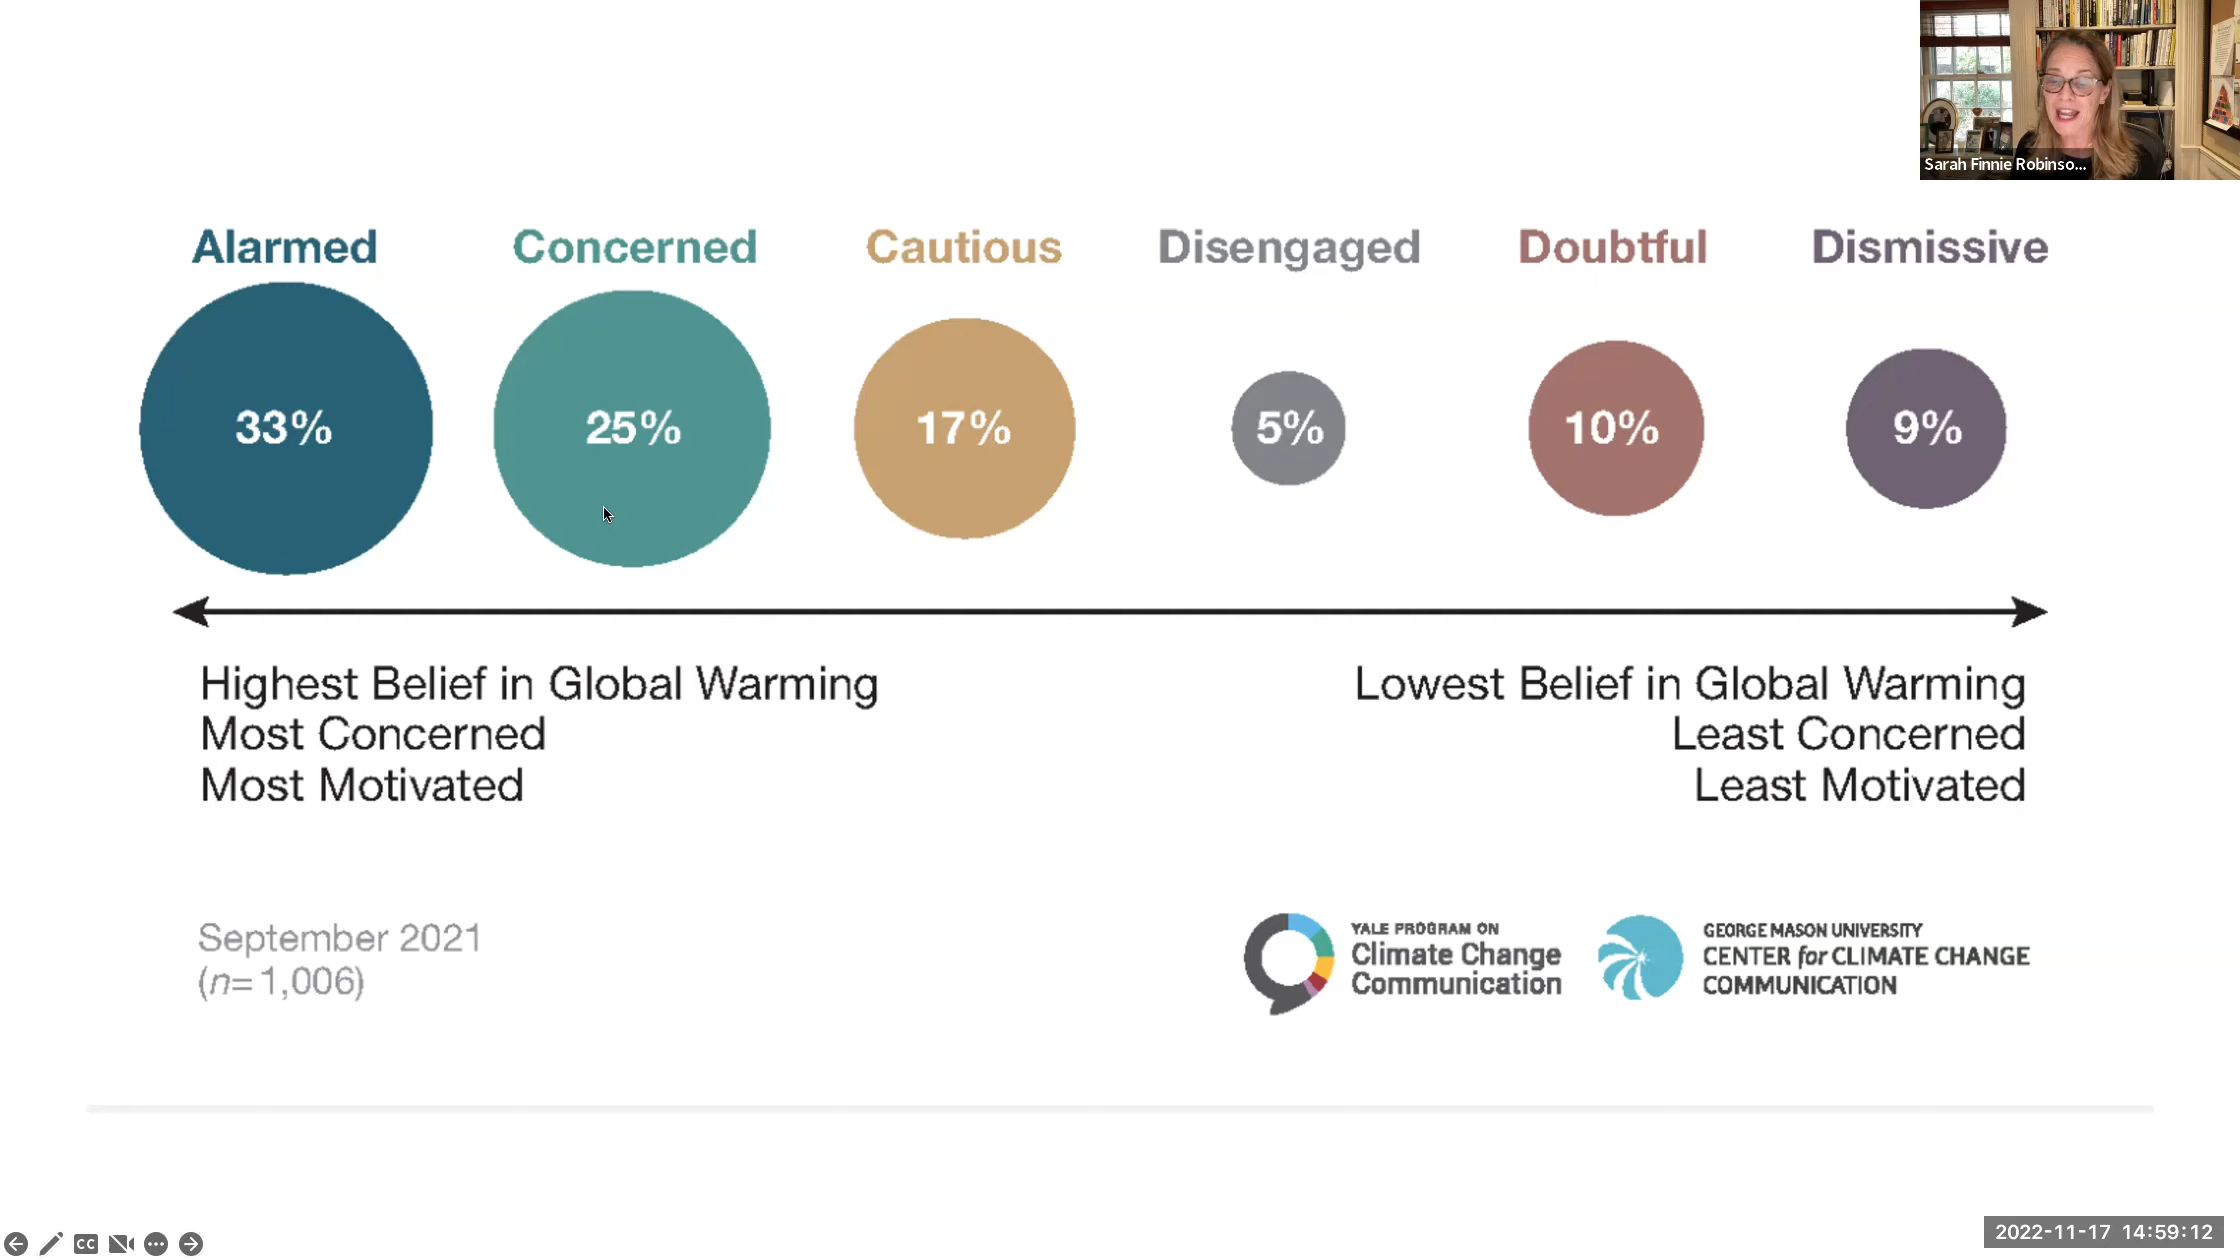 Sarah Finnie Robinso...
Alarmed
Concerned
Cautious
Disengaged
Doubtful
Dismissive
33%
25%
17%
5%
10%
9%
Highest Belief in Global Warming
Most Concerned
Most Motivated
Lowest Belief in Global Warming
Least Concerned
Least Motivated
September 2021
(n=1,006)
YALE PROGRAM ON
Climate Change
Communication
GEORGE MASON UNIVERSITY
CENTER for CLIMATE CHANGE
COMMUNICATION
CC
2022-11-17 14:59:12